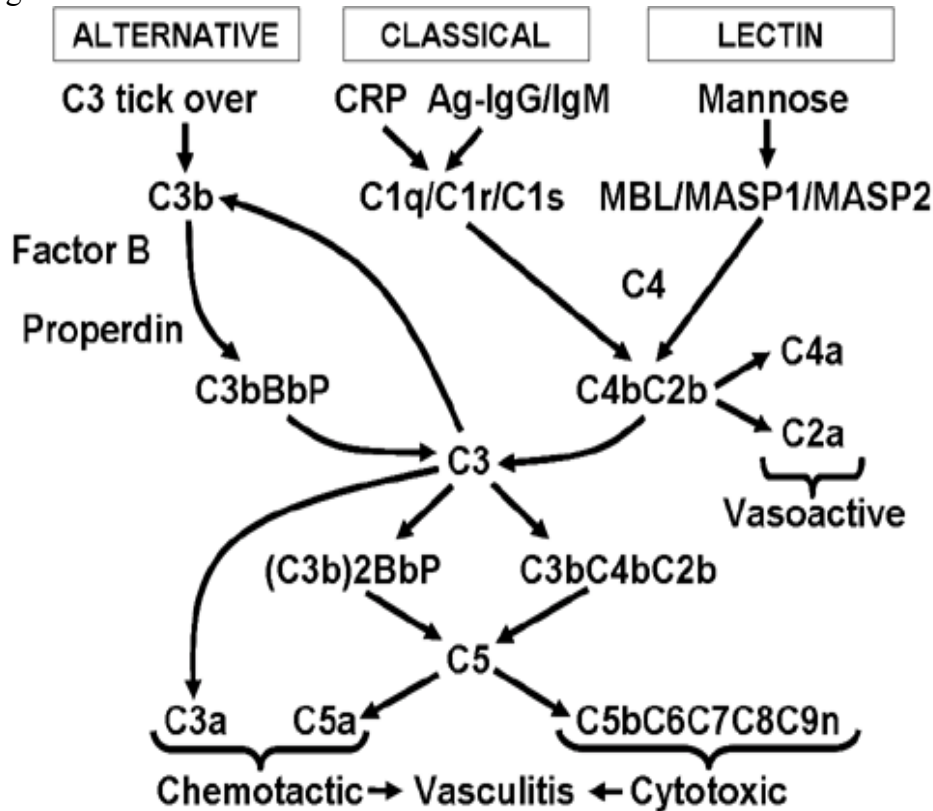 ALTERNATIVE CLASSICAL LECTIN
C3 tick over CRP Ag-IgG/IgM Mannose
C3b C1q/C1r/C1s MBL/MASP1/MASP2
Factor B
C4
Properdin
C4a
C3bBbP C4bC2b
C2a
C3
Vasoactive
(C3b)2BbP C3bC4bC2b
C5
C3a C5a C5bC6C7C8C9n
Chemotactic Vasculitis Cytotoxic